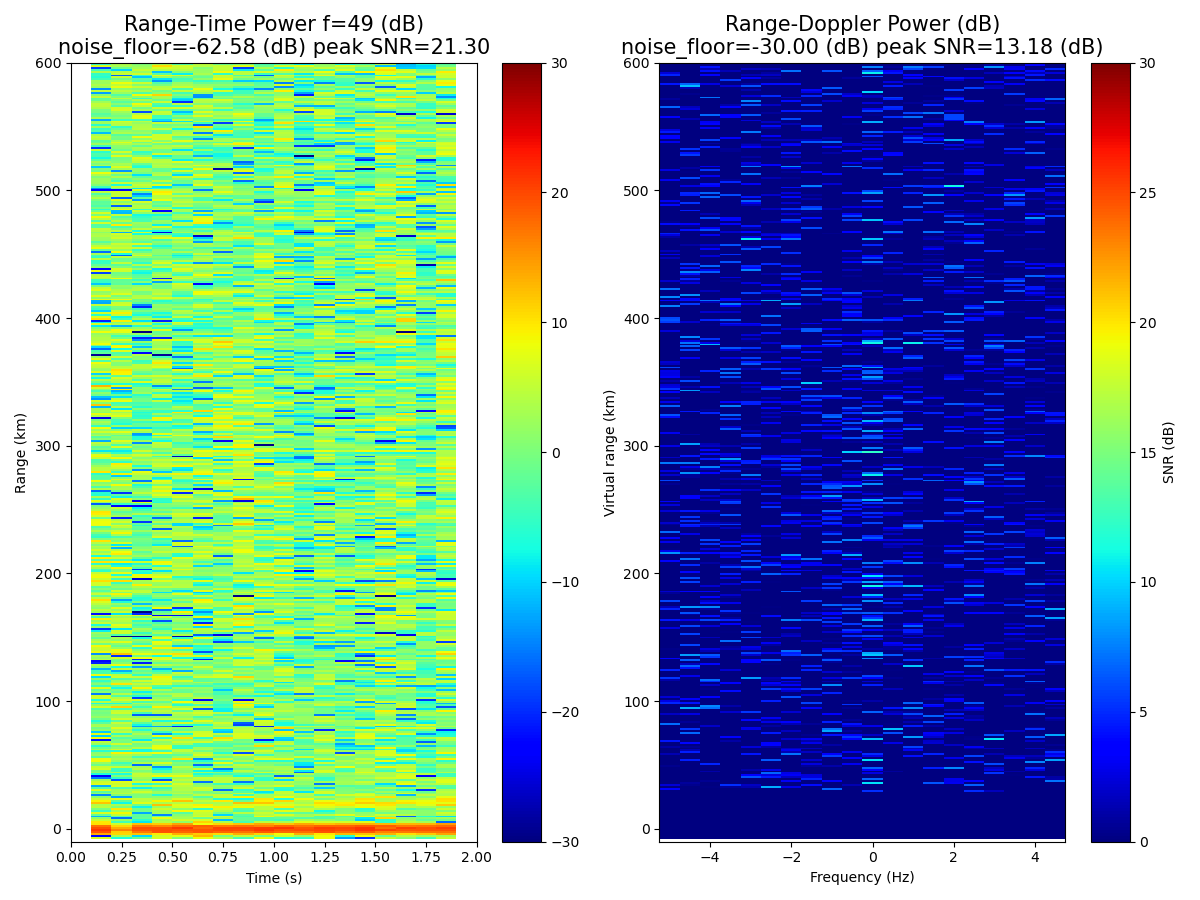 Range-Time Power f=49 (dB)
noise_floor=-62.58 (dB) peak SNR=21.30
Range-Doppler Power (dB)
noise_floor=-30.00 (dB) peak SNR=13.18 (dB)
600
500
400
300
200
100
0
Range (km)
0.00 0.25 0.50 0.75 1.00 1.25 1.50 1.75 2.00
Time (s)
30
20
10
0
−10
−20
−30
600
500
400
300
200
100
0
Virtual range (km)
−4 −2 0 2 4
Frequency (Hz)
30
25
20
15
10
5
0
SNR (dB)